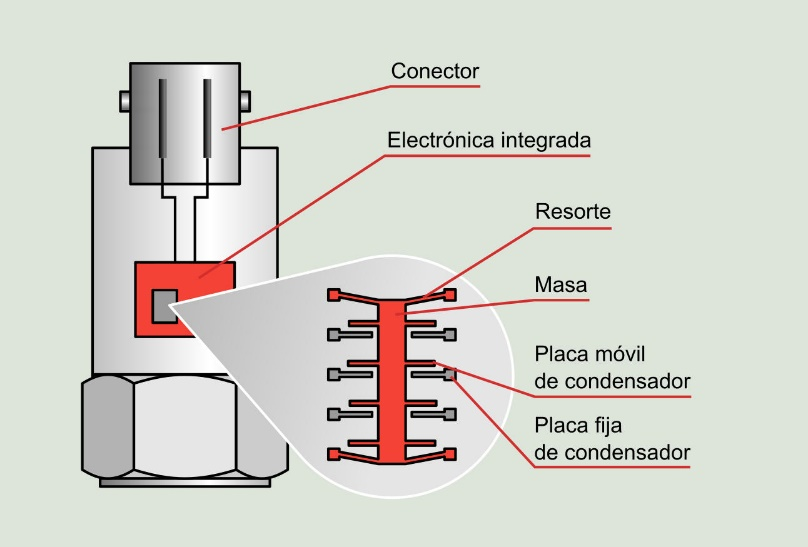 Conector
Electrónica integrada
Resorte
Masa
Placa móvil
de condensador
Placa fija
de condensador